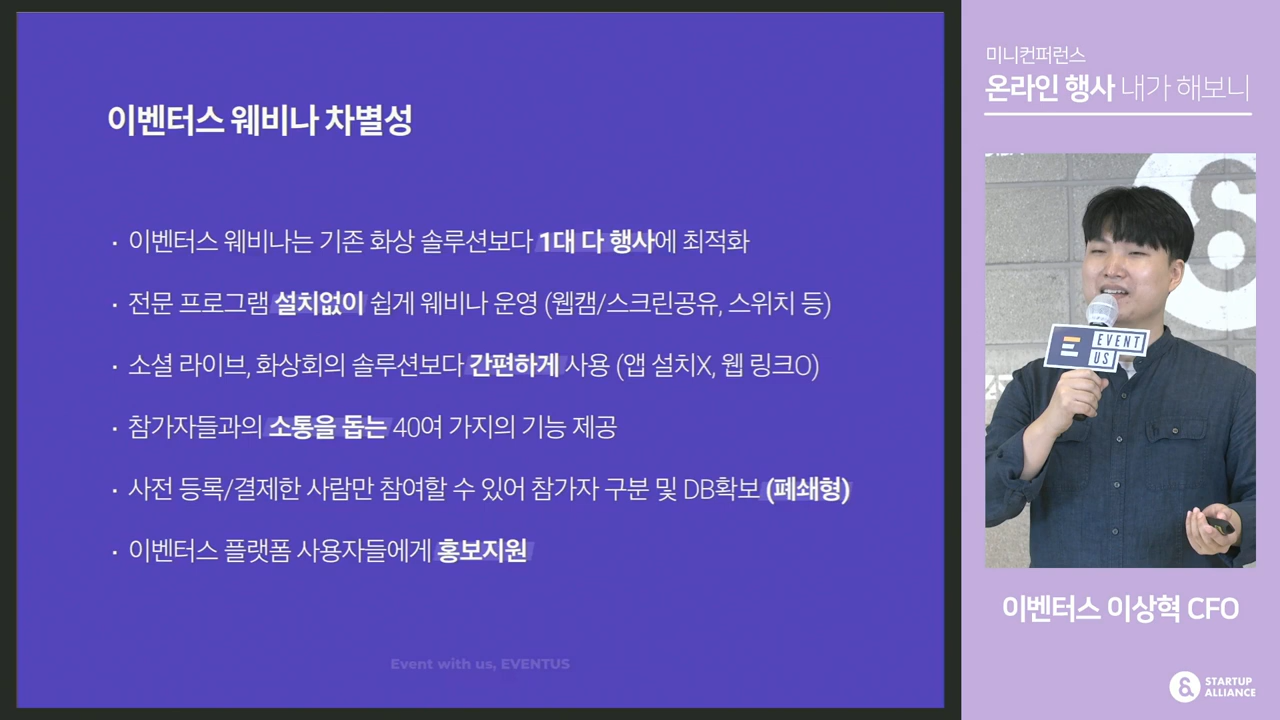 이벤터스 웨비나 차별성
· 이벤터스 웨비나는 기존 화상 솔루션보다 1대 다 행사에 최적화
· 전문 프로그램 설치없이 쉽게 웨비나 운영 (웹캠/스크린공유, 스위치 등)
· 소셜 라이브, 화상회의 솔루션보다 간편하게 사용 (앱 설치X, 웹 링크O)
· 참가자들과의 소통을 돕는 40여 가지의 기능 제공
· 사전 등록/결제한 사람만 참여할 수 있어 참가자 구분 및 DB확보 (폐쇄형)
· 이벤터스 플랫폼 사용자들에게 홍보지원
Event with us, EVENTUS
미니컨퍼런스
온라인 행사 내가 해보니
EVENT
US
이벤터스 이상혁 CFO
STARTUP
ALLIANCE